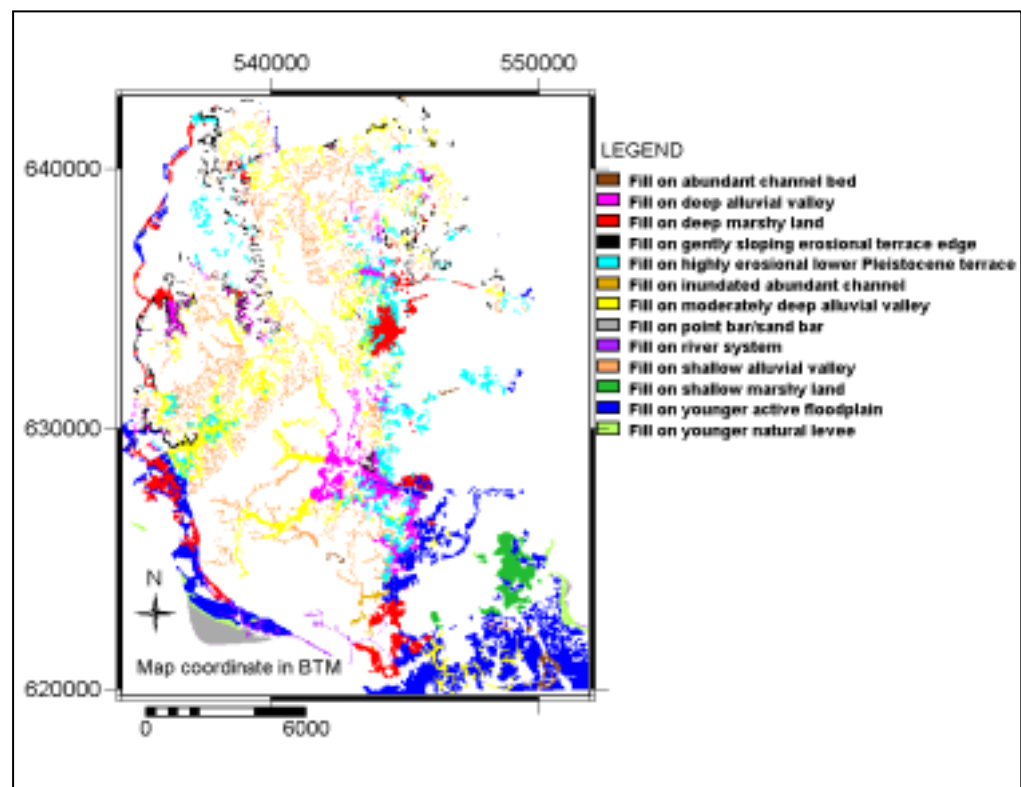 540000 550000
640000
630000
620000
LEGEND
Fill on abundant channel bed
Fill on deep alluvial valley
Fill on deep marshy land
Fill on gently sloping erosional terrace edge
Fill on highly erosional lower Pleistocene terrace
Fill on inundated abundant channel
Fill on moderately deep alluvial valley
Fill on point bar/sand bar
Fill on river system
Fill on shallow alluvial valley
Fill on shallow marshy land
Fill on younger active floodplain
Fill on younger natural levee
N
Map coordinate in BTM
0 6000